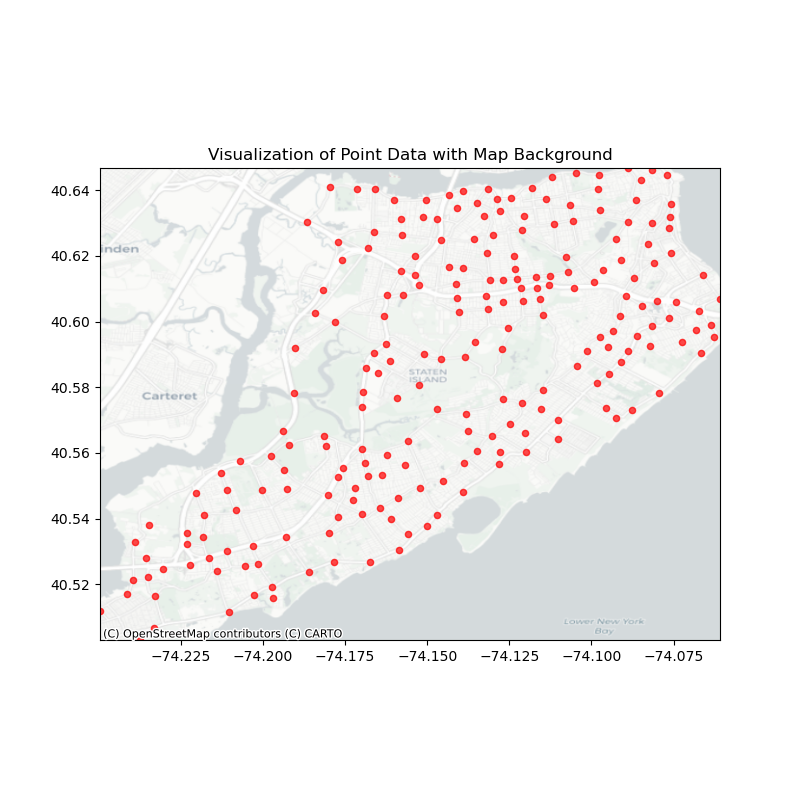 Visualization of Point Data with Map Background
40.64
40.62
40.60
40.58
40.56
40.54
40.52
inden
Carteret
STATEN
ISLAND
Lower New York
Bay
(C) OpenStreetMap contributors (C) CARTO
−74.225 −74.200 −74.175 −74.150 −74.125 −74.100 −74.075